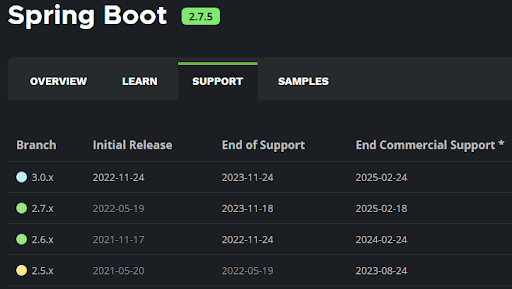 Spring Boot 2.7.5
OVERVIEW LEARN SUPPORT SAMPLES
Branch Initial Release End of Support End Commercial Support *
3.0.x 2022-11-24 2023-11-24 2025-02-24
2.7.x 2022-05-19 2023-11-18 2025-02-18
2.6.x 2021-11-17 2022-11-24 2024-02-24
2.5.x 2021-05-20 2022-05-19 2023-08-24